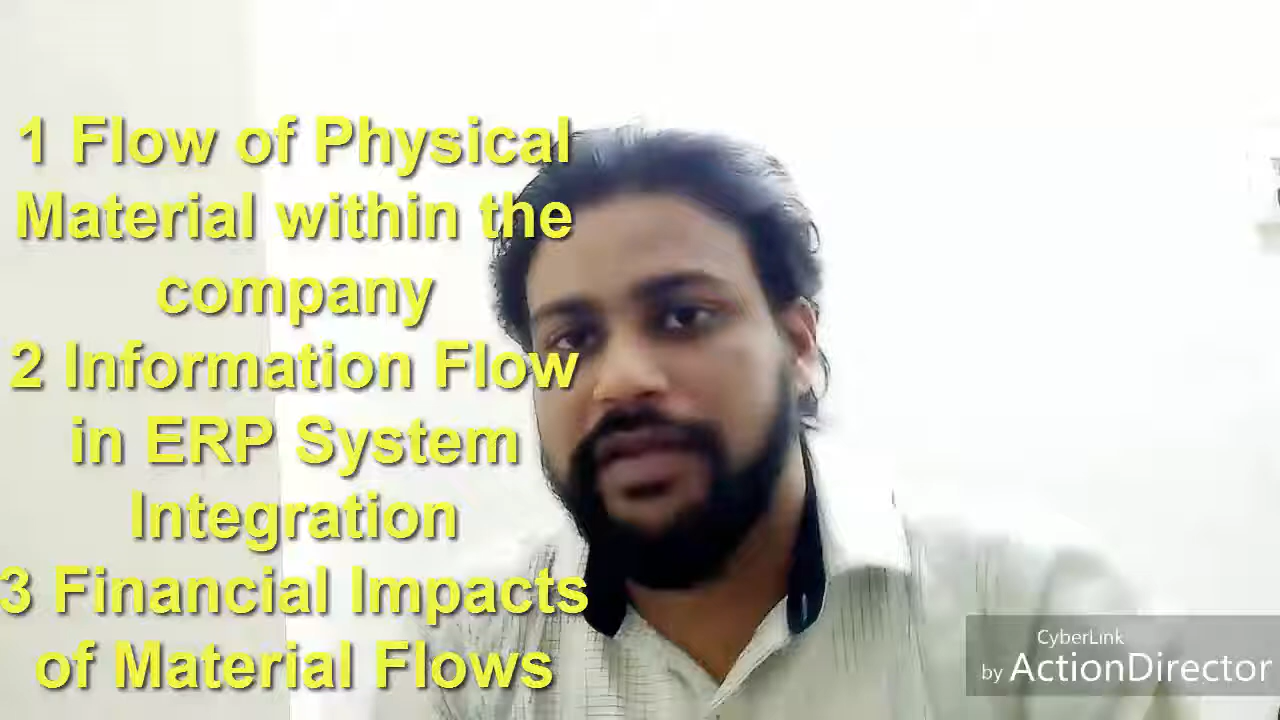 1 Flow of Physical
Material within the
company
2 Information Flow
in ERP System
Integration
3 Financial Impacts
of Material Flows
CyberLink
by ActionDirector